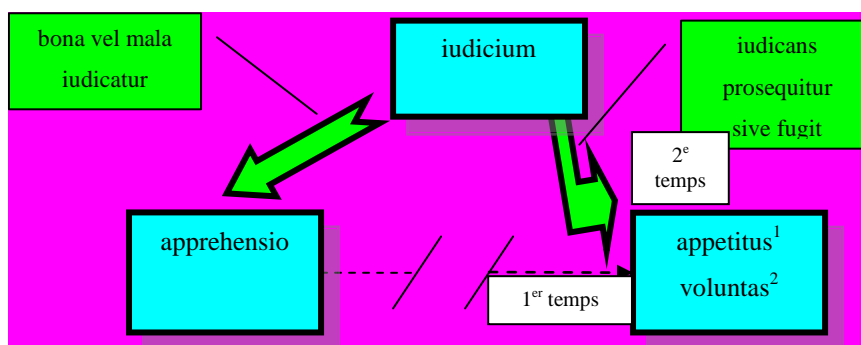 bona vel mala
iudicatur
iudicium
iudicans
prosequitur
sive fugit
2e
temps
apprehensio
appetitus1
voluntas2
1er temps